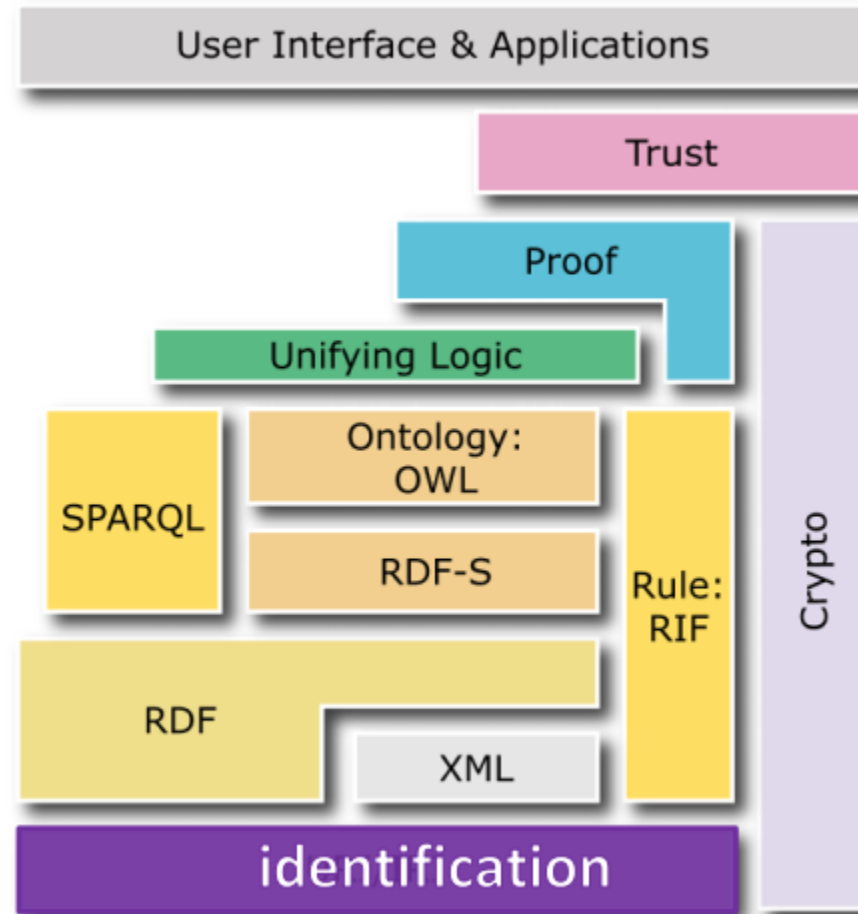 User Interface & Applications
Trust
Proof
Unifying Logic
Ontology:
OWL
SPARQL
RDF-S
Rule:
RIF
Crypto
RDF
XML
identification